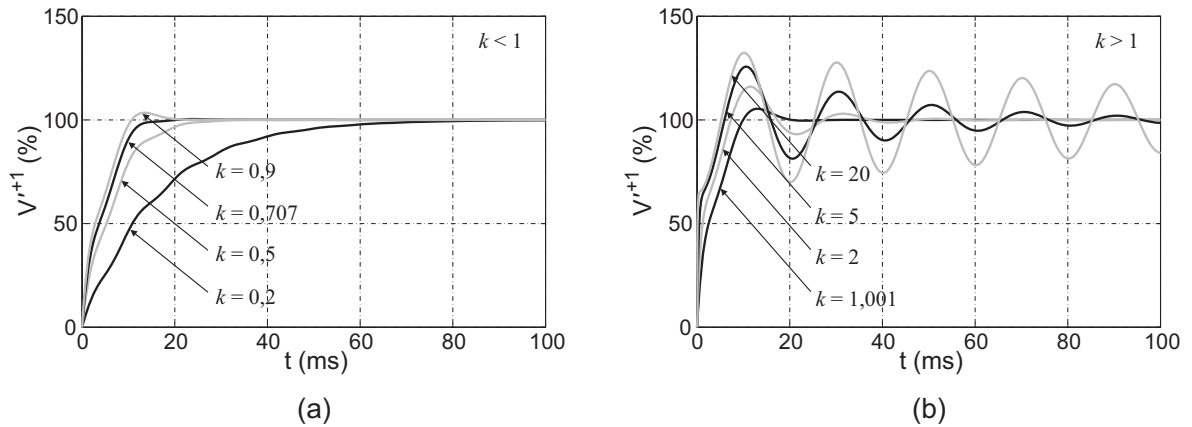 150
k < 1
100
V'+1 (%)
k = 0,9
k = 0,707
50
k = 0,5
k = 0,2
0
0 20 40 60 80 100
t (ms)
(a)
150
k > 1
100
V'+1 (%)
k = 20
k = 5
50
k = 2
k = 1,001
0
0 20 40 60 80 100
t (ms)
(b)